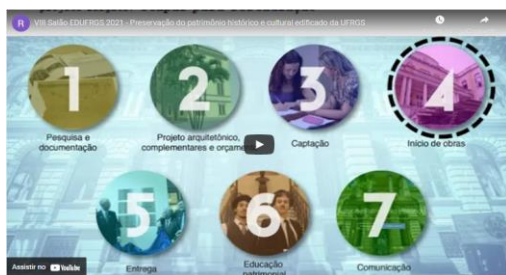 R VIII Salão EDUFRGS 2021 - Preservação do patrimônio histórico e cultural edificado da UFRGS
1
2
3
4
Pesquisa e
documentação
Projeto arquitetônico,
complementares e orçamento
Captação
Início de obras
5
6
7
Assistir no YouTube
Entrega
Educação
patrimonial
Comunicação